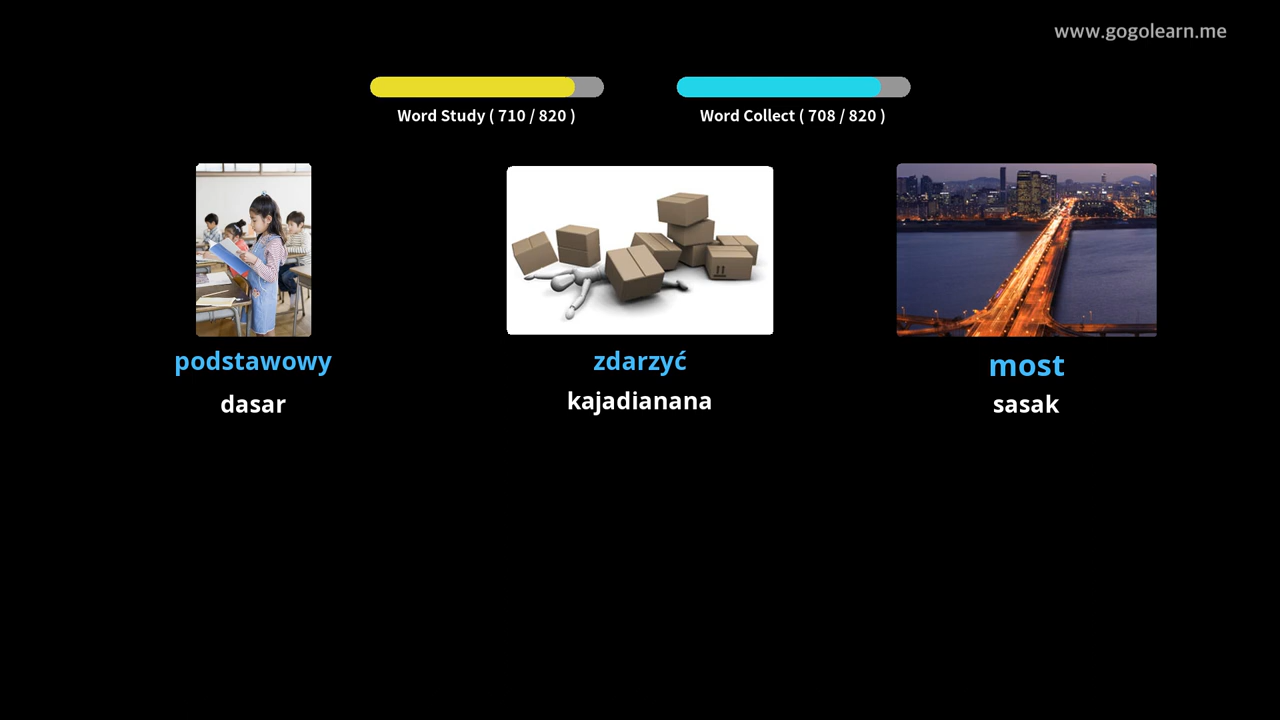 www.gogolearn.me
Word Study ( 710 / 820 )
Word Collect ( 708 / 820 )
podstawowy
dasar
zdarzyć
kajadianana
most
sasak